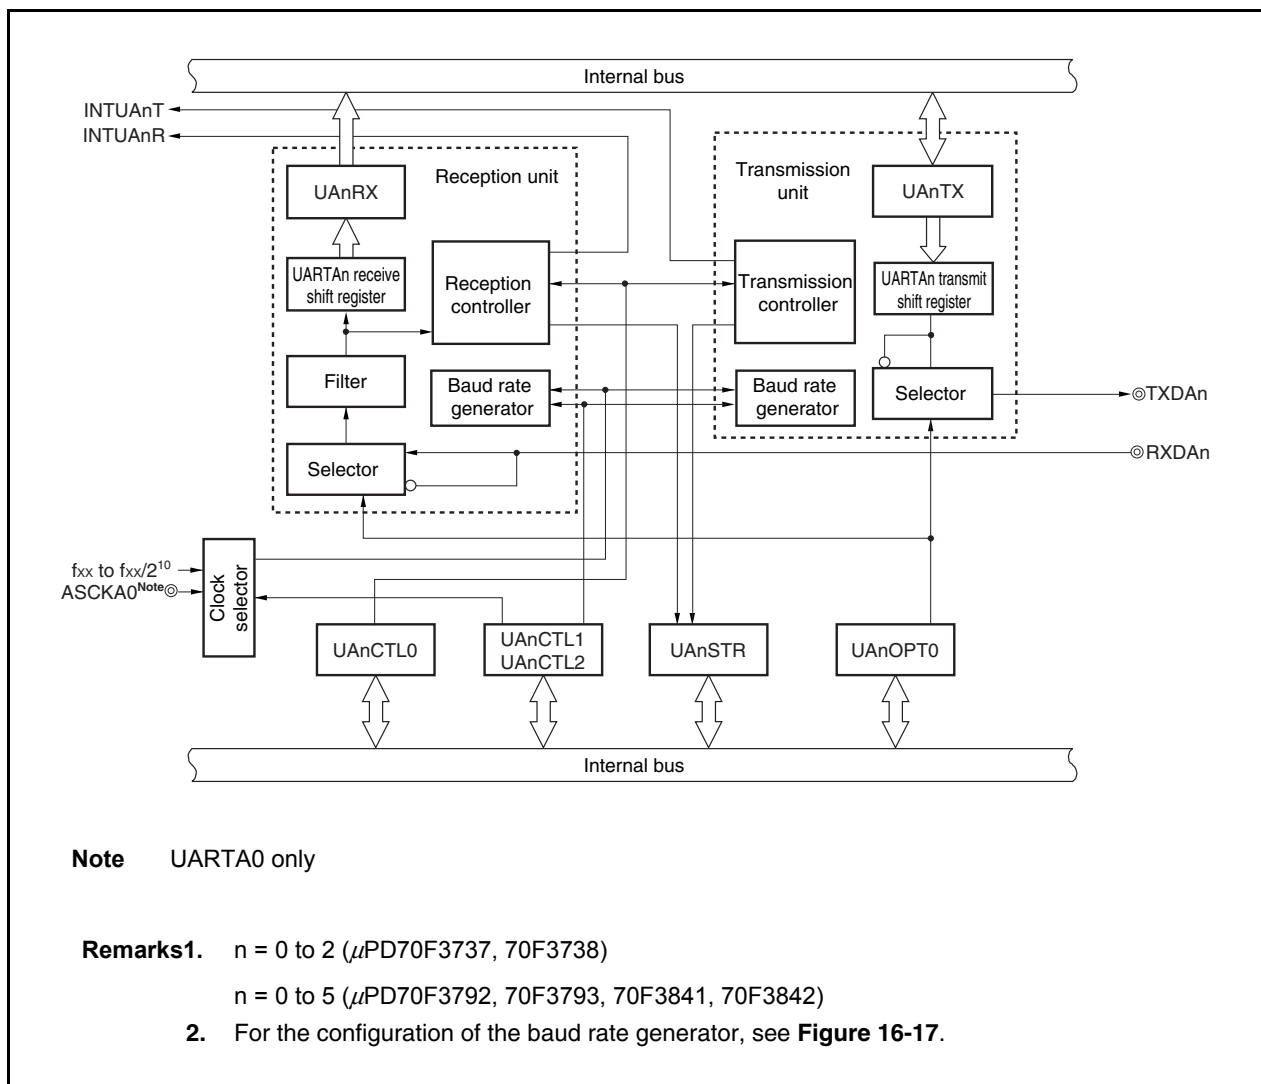 Internal bus
INTUAnT
INTUAnR
Reception unit
Transmission
unit
UAnRX
UAnTX
UARTAn receive
shift register
Reception
controller
Transmission
controller
UARTAn transmit
shift register
Filter
Baud rate
generator
Baud rate
generator
Selector
TXDAn
Selector
RXDAn
fxx to fxx/2¹⁰
ASCKA0Note
Clock
selector
UAnCTL0
UAnCTL1
UAnCTL2
UAnSTR
UAnOPT0
Internal bus
Note UARTA0 only
Remarks1. n = 0 to 2 (μPD70F3737, 70F3738)
n = 0 to 5 (μPD70F3792, 70F3793, 70F3841, 70F3842)
2. For the configuration of the baud rate generator, see Figure 16-17.